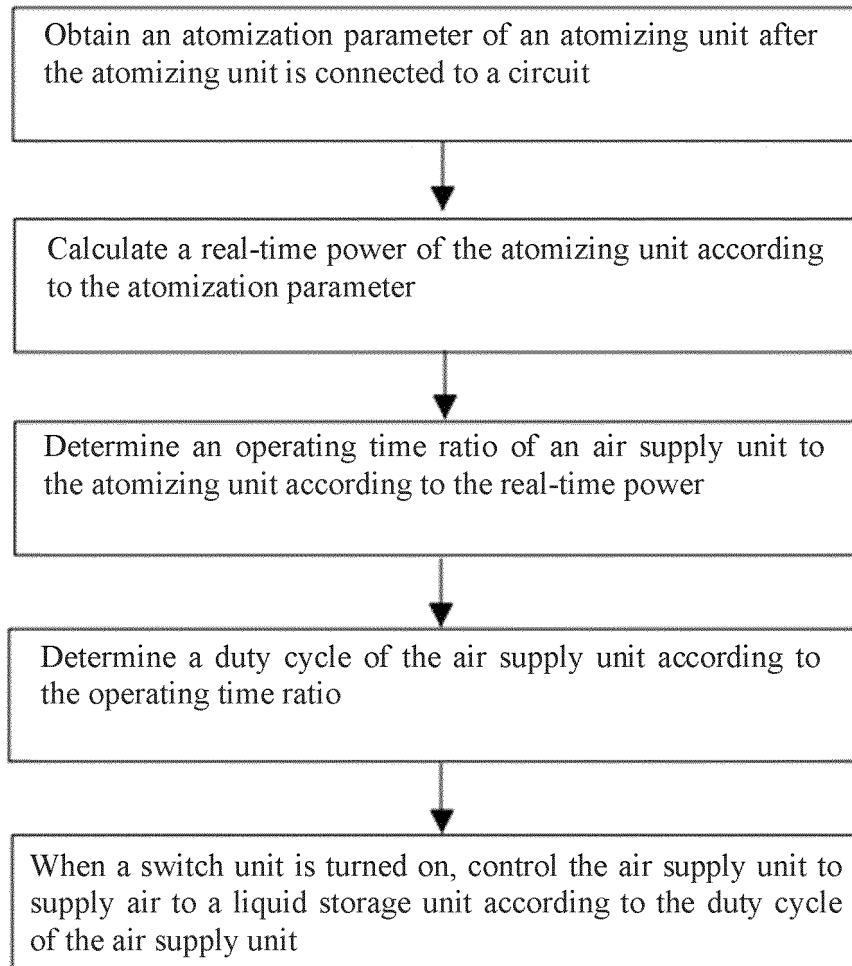 Obtain an atomization parameter of an atomizing unit after
the atomizing unit is connected to a circuit
Calculate a real-time power of the atomizing unit according
to the atomization parameter
Determine an operating time ratio of an air supply unit to
the atomizing unit according to the real-time power
Determine a duty cycle of the air supply unit according to
the operating time ratio
When a switch unit is turned on, control the air supply unit to
supply air to a liquid storage unit according to the duty cycle
of the air supply unit